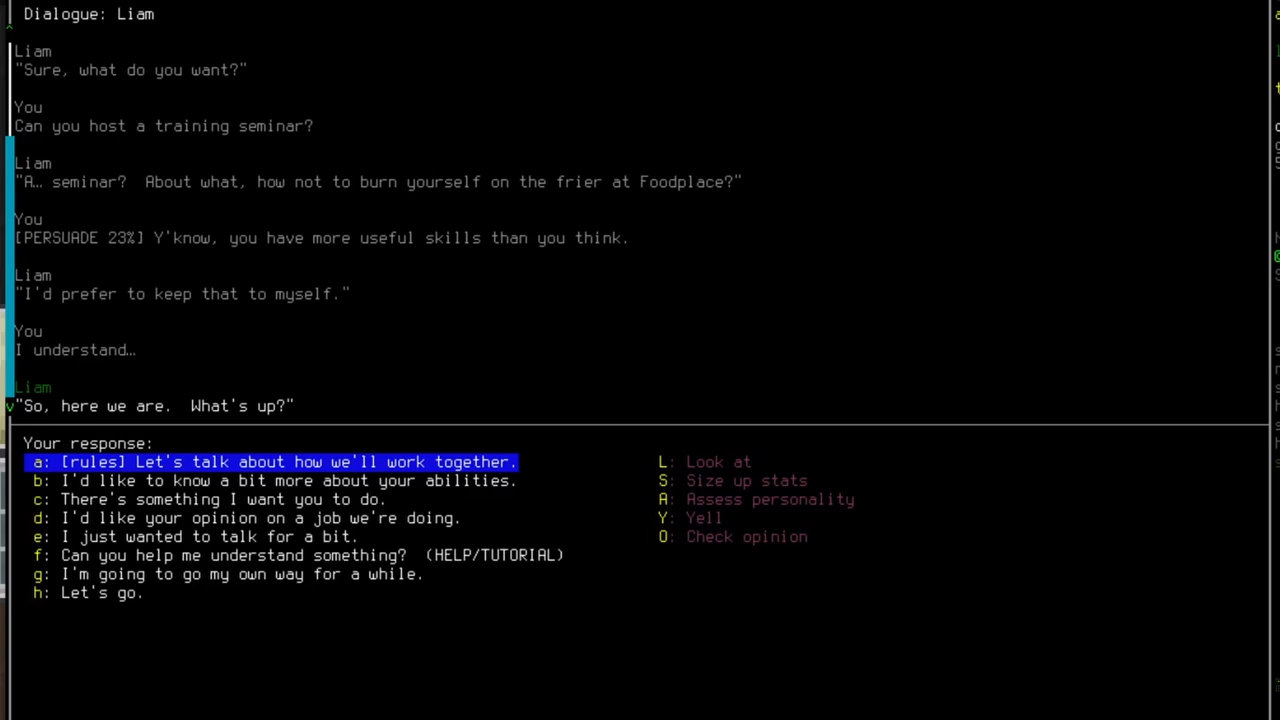 Dialogue: Liam
Liam
"Sure, what do you want?"
You
Can you host a training seminar?
Liam
"A… seminar?  About what, how not to burn yourself on the frier at Foodplace?"
You
[PERSUADE 23%] Y'know, you have more useful skills than you think.
Liam
"I'd prefer to keep that to myself."
You
I understand…
Liam
"So, here we are.  What's up?"
Your response:
a: [rules] Let's talk about how we'll work together.
b: I'd like to know a bit more about your abilities.
c: There's something I want you to do.
d: I'd like your opinion on a job we're doing.
e: I just wanted to talk for a bit.
f: Can you help me understand something?  (HELP/TUTORIAL)
g: I'm going to go my own way for a while.
h: Let's go.
L: Look at
S: Size up stats
A: Assess personality
Y: Yell
O: Check opinion